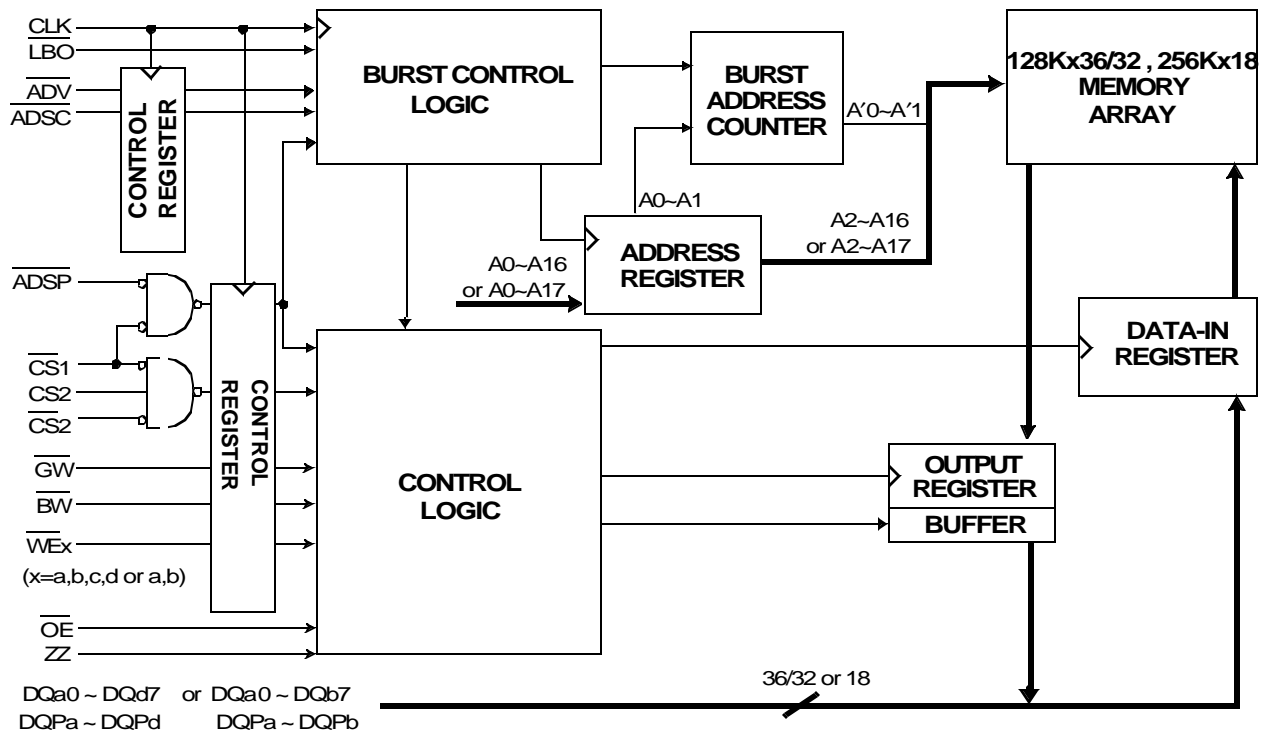 CLK
LBO
ADV
ADSC
CONTROL
REGISTER
BURST CONTROL
LOGIC
BURST
ADDRESS
COUNTER
A′0~A′1
128Kx36/32 , 256Kx18
MEMORY
ARRAY
A0~A1
ADDRESS
REGISTER
A2~A16
or A2~A17
A0~A16
or A0~A17
ADSP
CS1
CS2
CS2
GW
BW
WEx
(x=a,b,c,d or a,b)
OE
ZZ
CONTROL
REGISTER
CONTROL
LOGIC
DATA-IN
REGISTER
OUTPUT
REGISTER
BUFFER
36/32 or 18
DQa0 ~ DQd7 or DQa0 ~ DQb7
DQPa ~ DQPd DQPa ~ DQPb